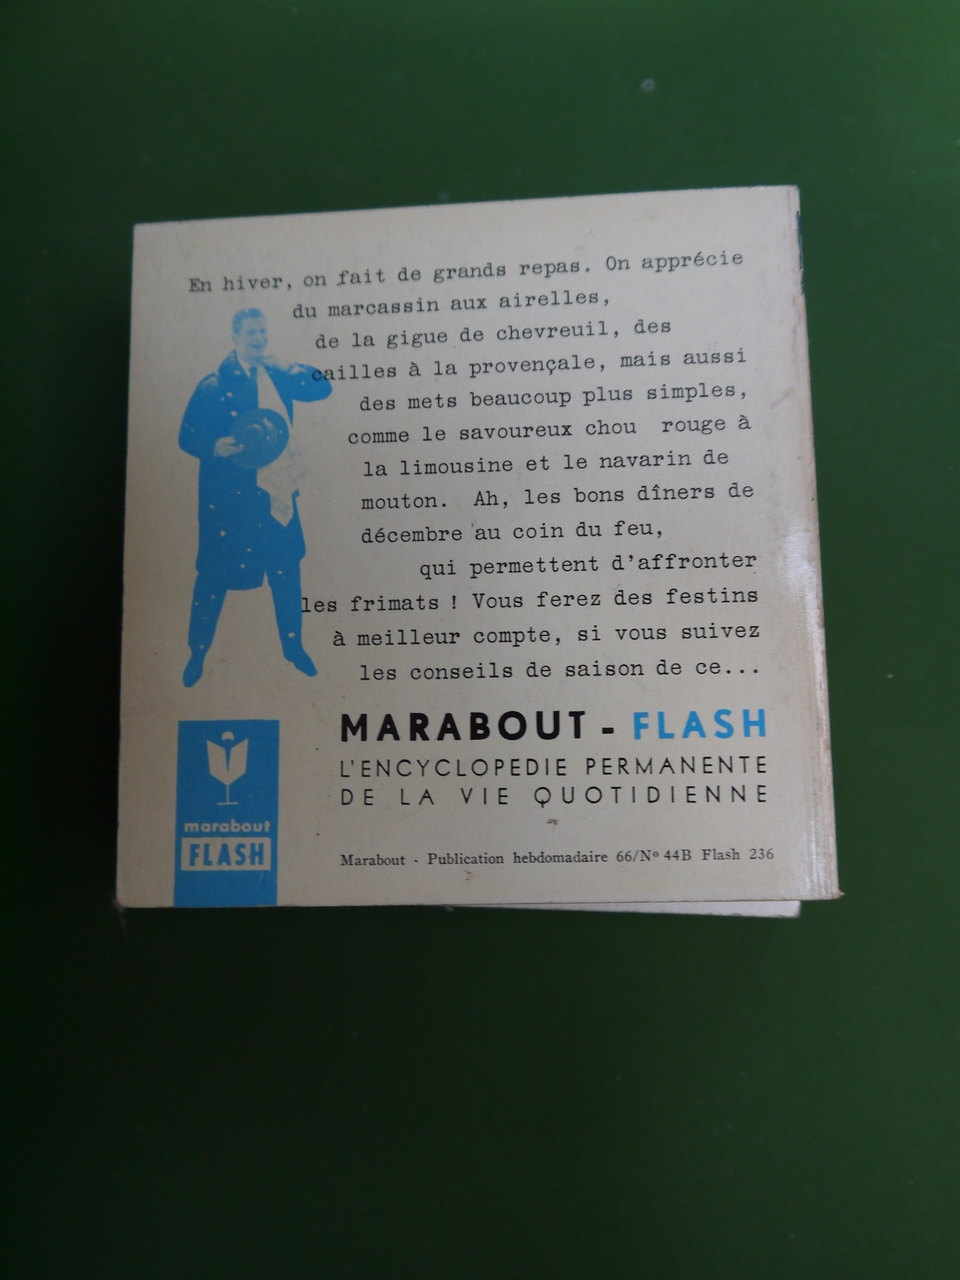 En hiver, on fait de grands repas. On apprécie
du marcassin aux airelles,
de la gigue de chevreuil, des
cailles à la provençale, mais aussi
des mets beaucoup plus simples,
comme le savoureux chou rouge à
la limousine et le navarin de
mouton. Ah, les bons dîners de
décembre au coin du feu,
qui permettent d'affronter
les frimats ! Vous ferez des festins
à meilleur compte, si vous suivez
les conseils de saison de ce...
MARABOUT - FLASH
L'ENCYCLOPEDIE PERMANENTE
DE LA VIE QUOTIDIENNE
marabout
FLASH
Marabout - Publication hebdomadaire 66/Nº 44B Flash 236